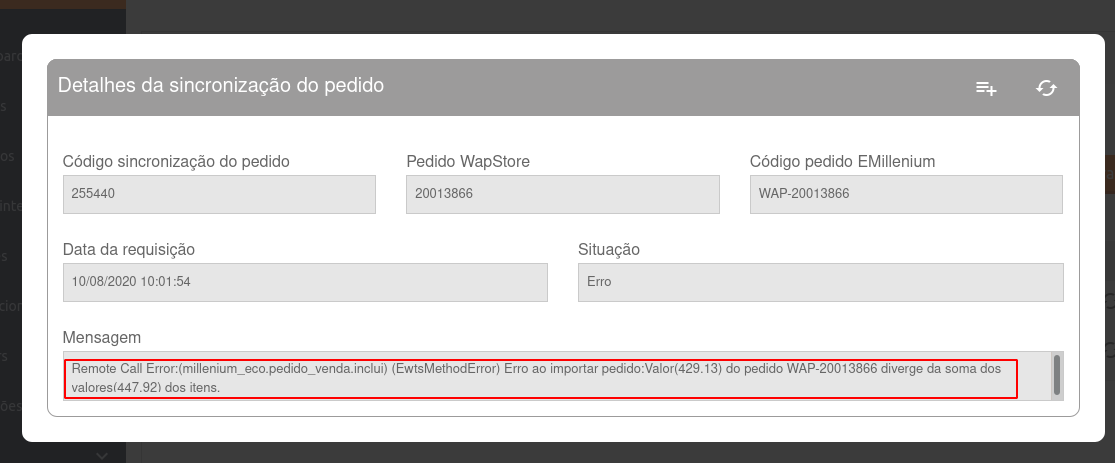 Detalhes da sincronização do pedido
Código sincronização do pedido
Pedido WapStore
Código pedido EMillenium
255440
20013866
WAP-20013866
Data da requisição
Situação
10/08/2020 10:01:54
Erro
Mensagem
Remote Call Error:(millenium_eco.pedido_venda.inclui) (EwtsMethodError) Erro ao importar pedido:Valor(429.13) do pedido WAP-20013866 diverge da soma dos
valores(447.92) dos itens.